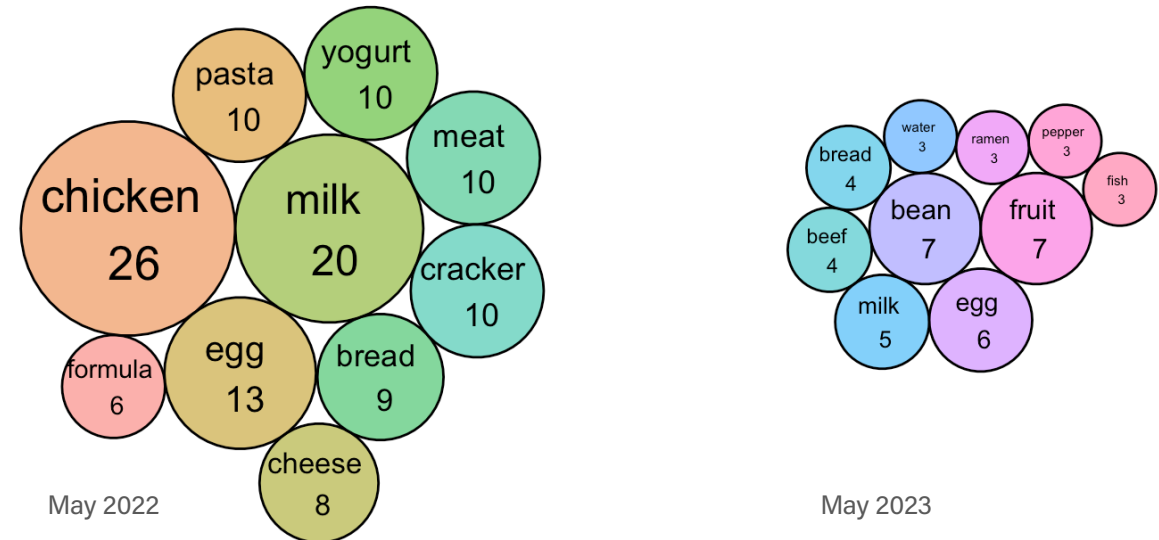 yogurt
10
pasta
10
meat
10
chicken
26
milk
20
cracker
10
egg
13
bread
9
formula
6
cheese
8
May 2022
water
3
ramen
3
pepper
3
bread
4
fish
3
bean
7
fruit
7
beef
4
milk
5
egg
6
May 2023